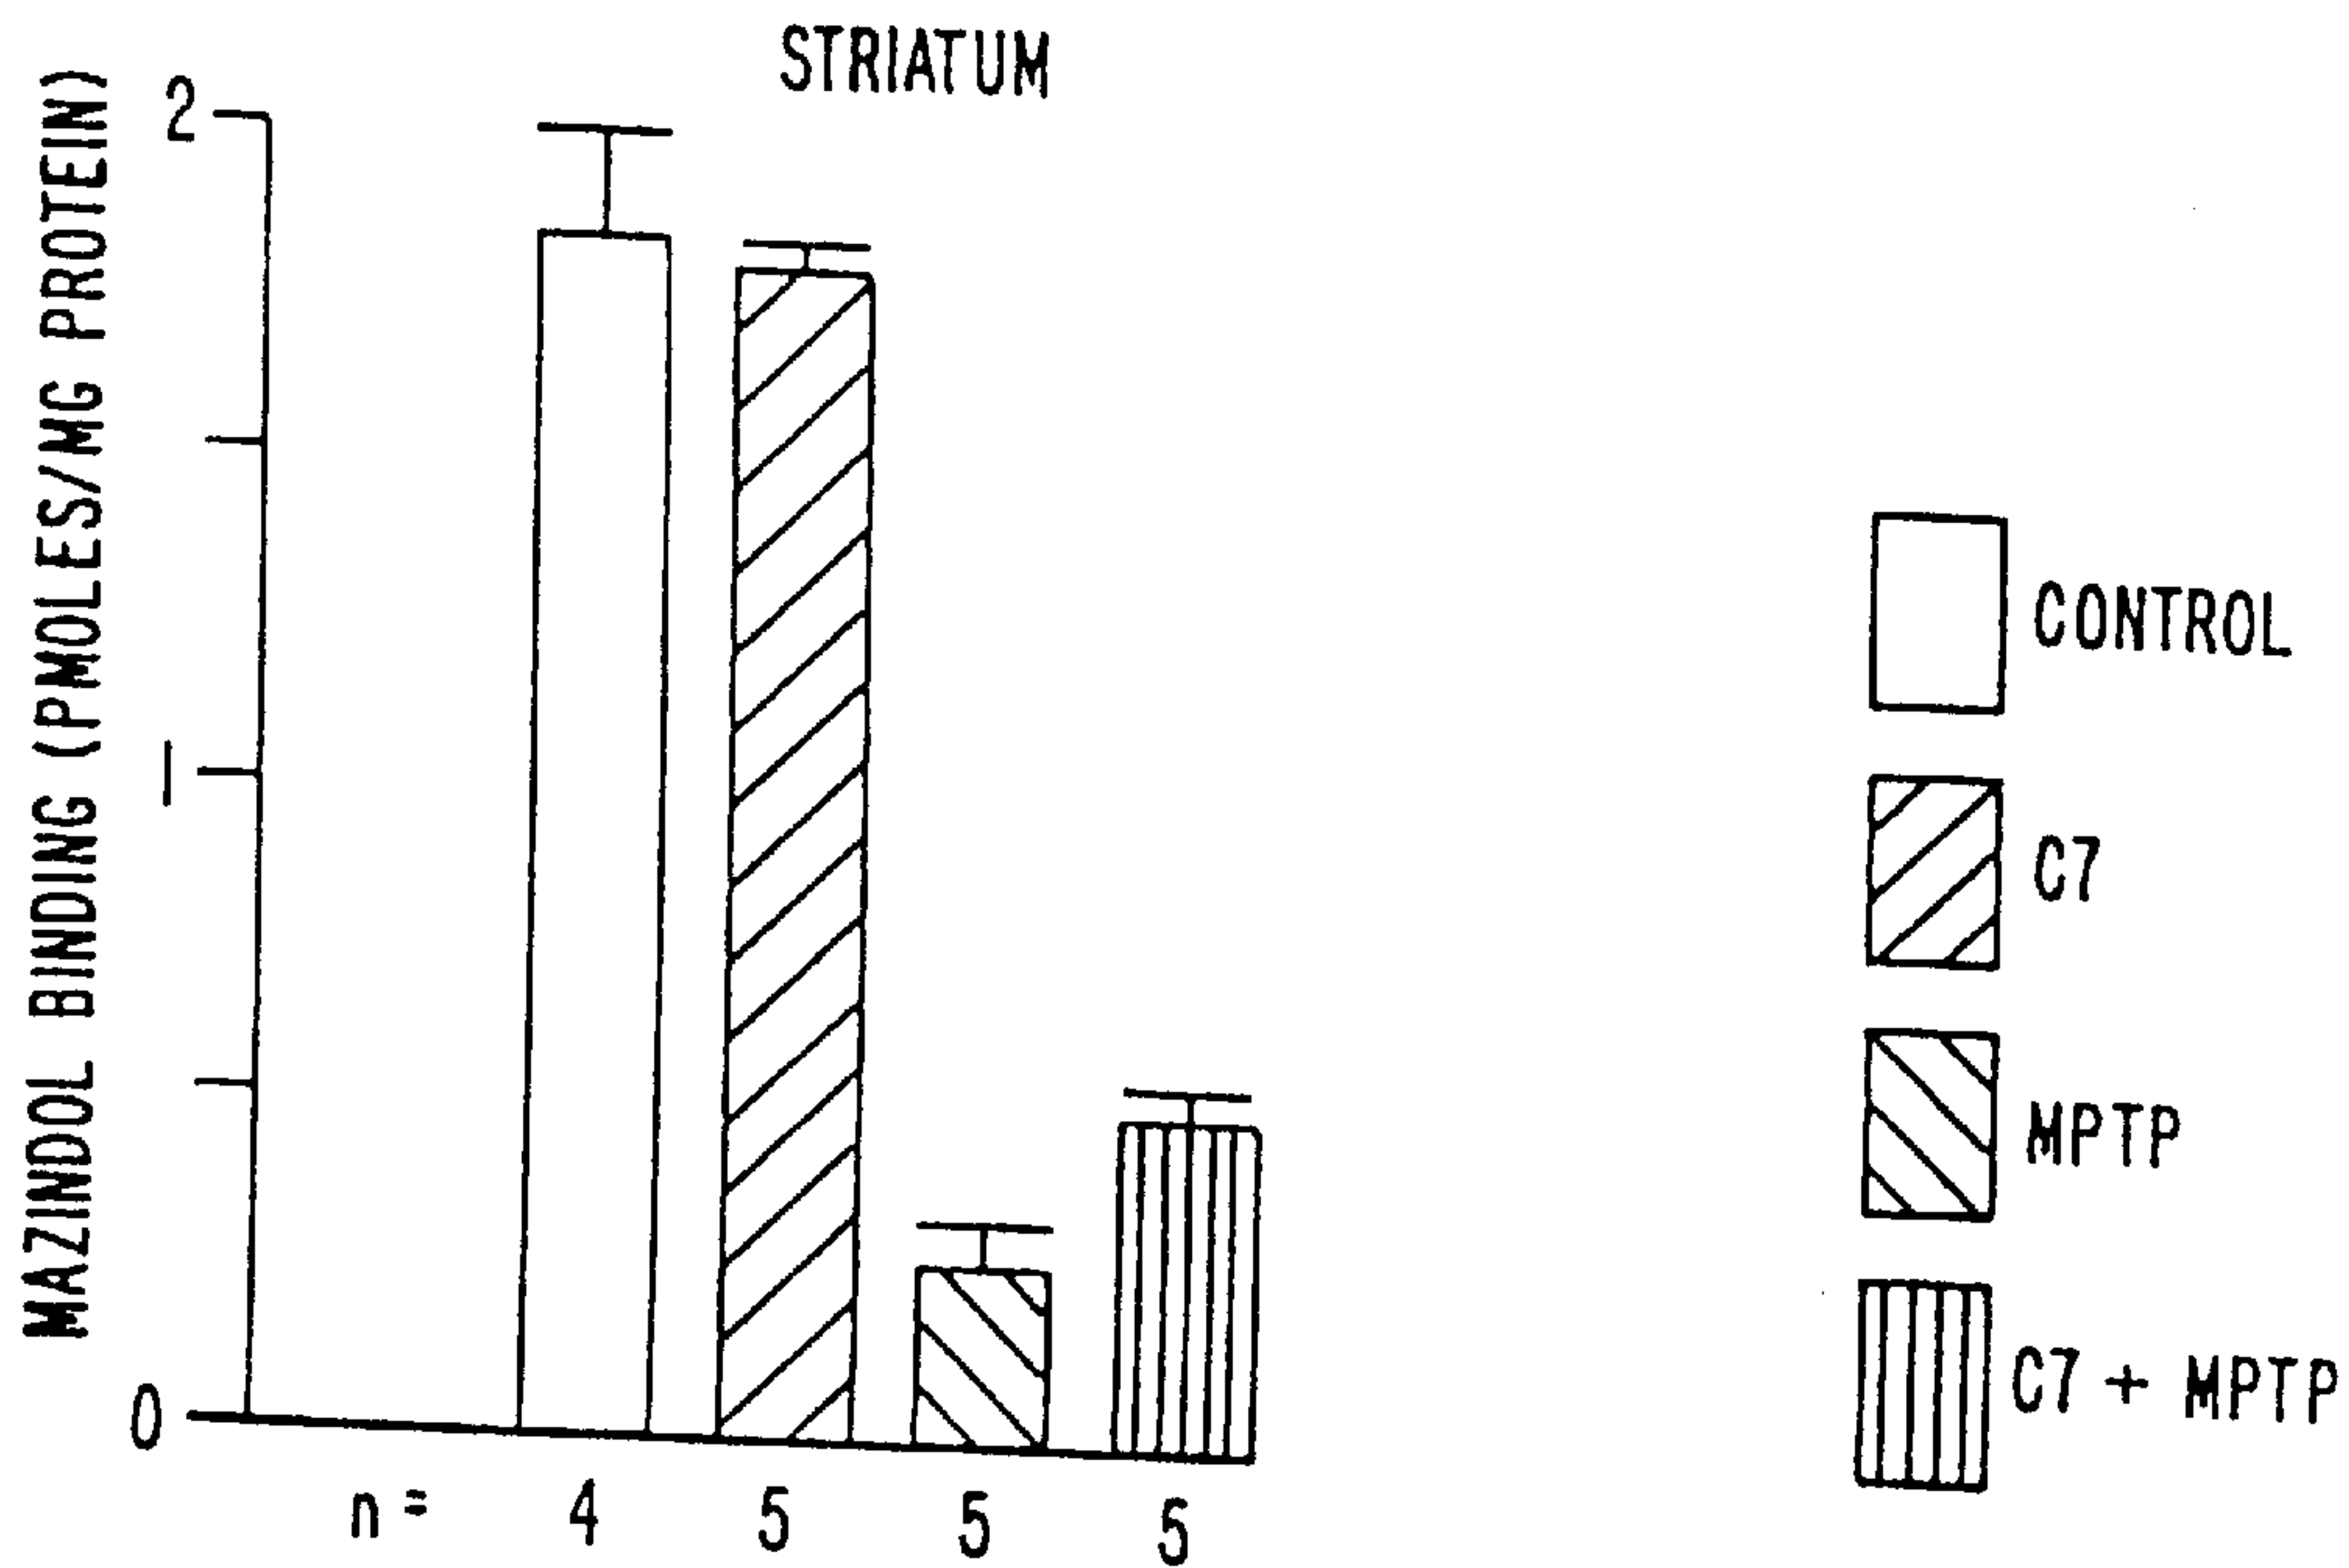 STRIATUM
MAZINDOL BINDING (PMOLES/MG PROTEIN)
2
1
0
n = 4 5 5 5
CONTROL
C7
MPTP
C7 + MPTP